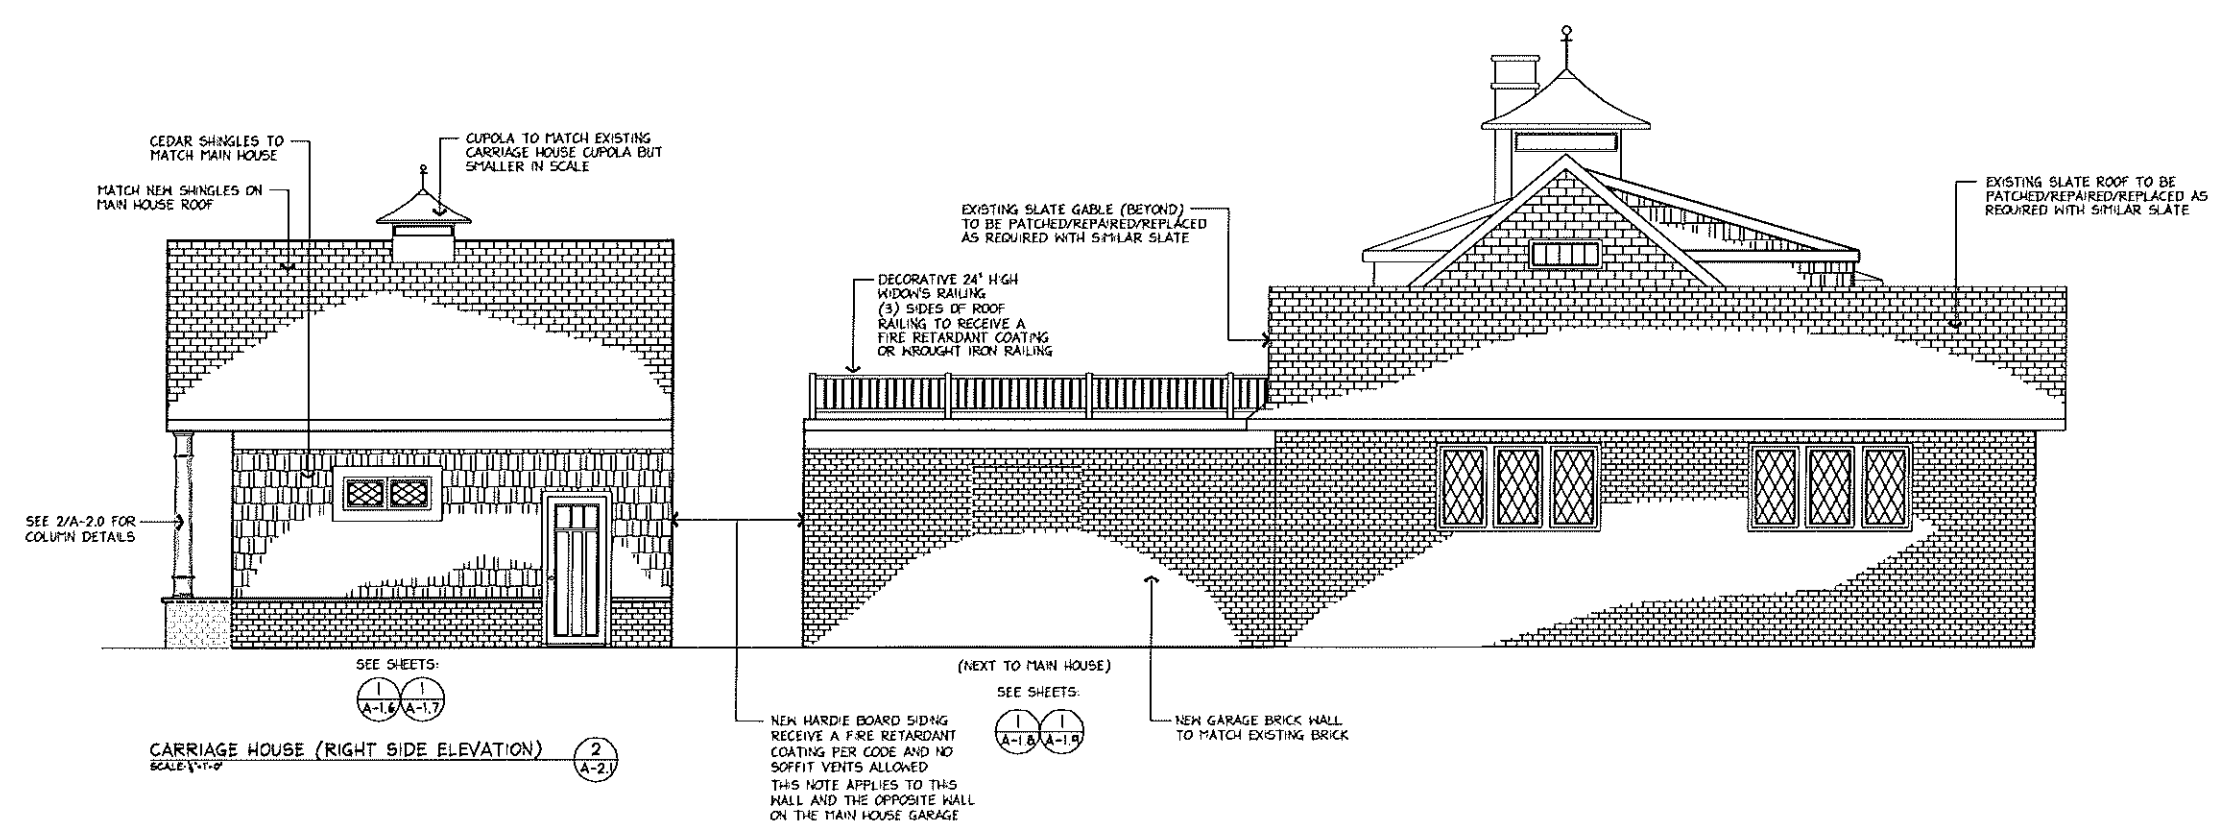 CEDAR SHINGLES TO
MATCH MAIN HOUSE
MATCH NEW SHINGLES ON
MAIN HOUSE ROOF
CUPOLA TO MATCH EXISTING
CARRIAGE HOUSE CUPOLA BUT
SMALLER IN SCALE
EXISTING SLATE GABLE (BEYOND)
TO BE PATCHED/REPAIRED/REPLACED
AS REQUIRED WITH SIMILAR SLATE
EXISTING SLATE ROOF TO BE
PATCHED/REPAIRED/REPLACED AS
REQUIRED WITH SIMILAR SLATE
DECORATIVE 24" HIGH
WIDOW'S RAILING
(3) SIDES OF ROOF
RAILING TO RECEIVE A
FIRE RETARDANT COATING
OR WROUGHT IRON RAILING
SEE 2/A-2.0 FOR
COLUMN DETAILS
SEE SHEETS:
1 1
A-1.6 A-1.7
CARRIAGE HOUSE (RIGHT SIDE ELEVATION)
2
A-2.1
NEW HARDIE BOARD SIDING
RECEIVE A FIRE RETARDANT
COATING PER CODE AND NO
SOFFIT VENTS ALLOWED
THIS NOTE APPLIES TO THIS
WALL AND THE OPPOSITE WALL
ON THE MAIN HOUSE GARAGE
(NEXT TO MAIN HOUSE)
SEE SHEETS:
1 1
A-1.8 A-1.9
NEW GARAGE BRICK WALL
TO MATCH EXISTING BRICK